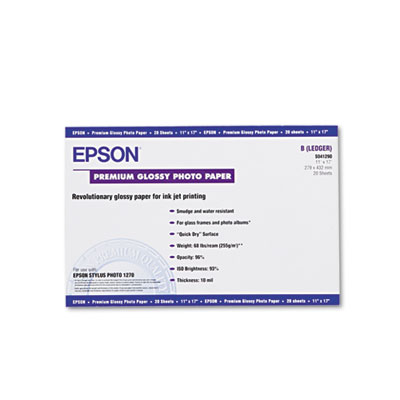 EPSON • Premium Glossy Photo Paper • 20 Sheets • 11" x 17" • EPSON • Premium Glossy Photo Paper • 20 Sheets • 11" x 17"
EPSON
B (LEDGER)
S041290
11" x 17"
279 x 432 mm
20 Sheets
PREMIUM GLOSSY PHOTO PAPER
Revolutionary glossy paper for ink jet printing
• Smudge and water resistant
• For glass frames and photo albums*
• "Quick Dry" Surface
• Weight: 68 lbs/ream (255g/m²)**
• Opacity: 96%
• ISO Brightness: 93%
• Thickness: 10 mil
For use with:
EPSON STYLUS PHOTO 1270
• Premium Glossy Photo Paper • 20 sheets • 11" x 17" • EPSON • Premium Glossy Photo Paper • 20 sheets • 11" x 17"